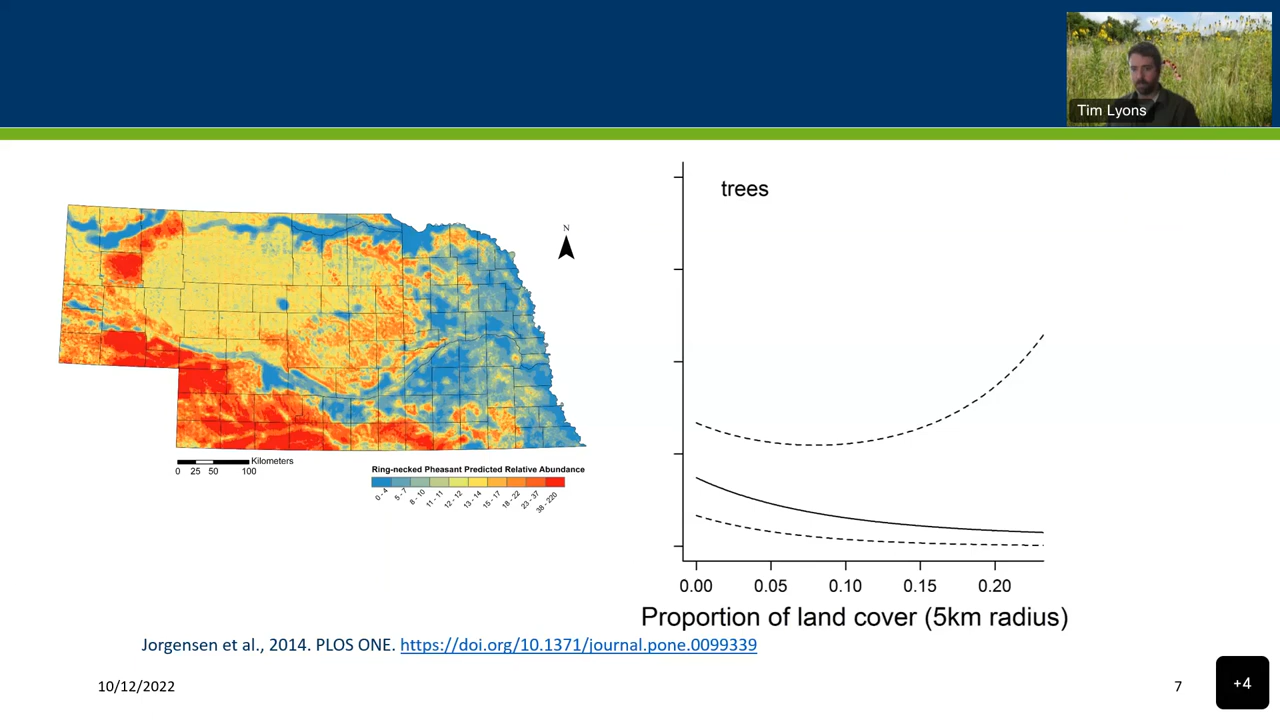 Tim Lyons
trees
N
Kilometers
0 25 50 100
Ring-necked Pheasant Predicted Relative Abundance
0 - 4
5 - 7
8 - 10
11 - 11
12 - 12
13 - 14
15 - 17
18 - 22
23 - 37
38 - 220
0.00 0.05 0.10 0.15 0.20
Proportion of land cover (5km radius)
Jorgensen et al., 2014. PLOS ONE. https://doi.org/10.1371/journal.pone.0099339
10/12/2022
7
+4